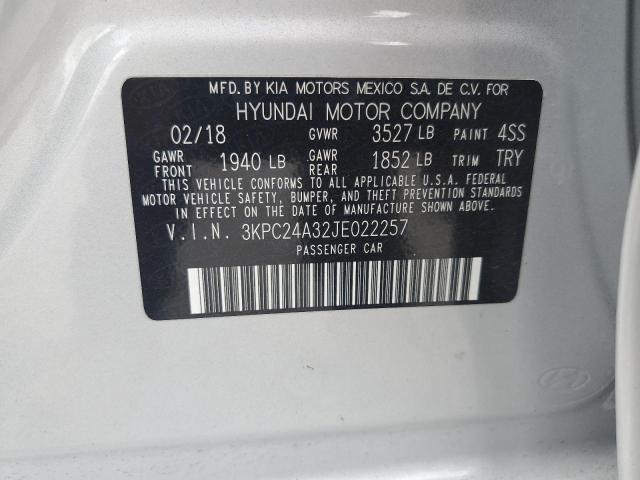 MFD. BY KIA MOTORS MEXICO S.A. DE C.V. FOR
HYUNDAI MOTOR COMPANY
02/18 GVWR 3527 LB PAINT 4SS
GAWR FRONT 1940 LB GAWR REAR 1852 LB TRIM TRY
THIS VEHICLE CONFORMS TO ALL APPLICABLE U.S.A. FEDERAL
MOTOR VEHICLE SAFETY, BUMPER, AND THEFT PREVENTION STANDARDS
IN EFFECT ON THE DATE OF MANUFACTURE SHOWN ABOVE.
V.I.N. 3KPC24A32JE022257
PASSENGER CAR